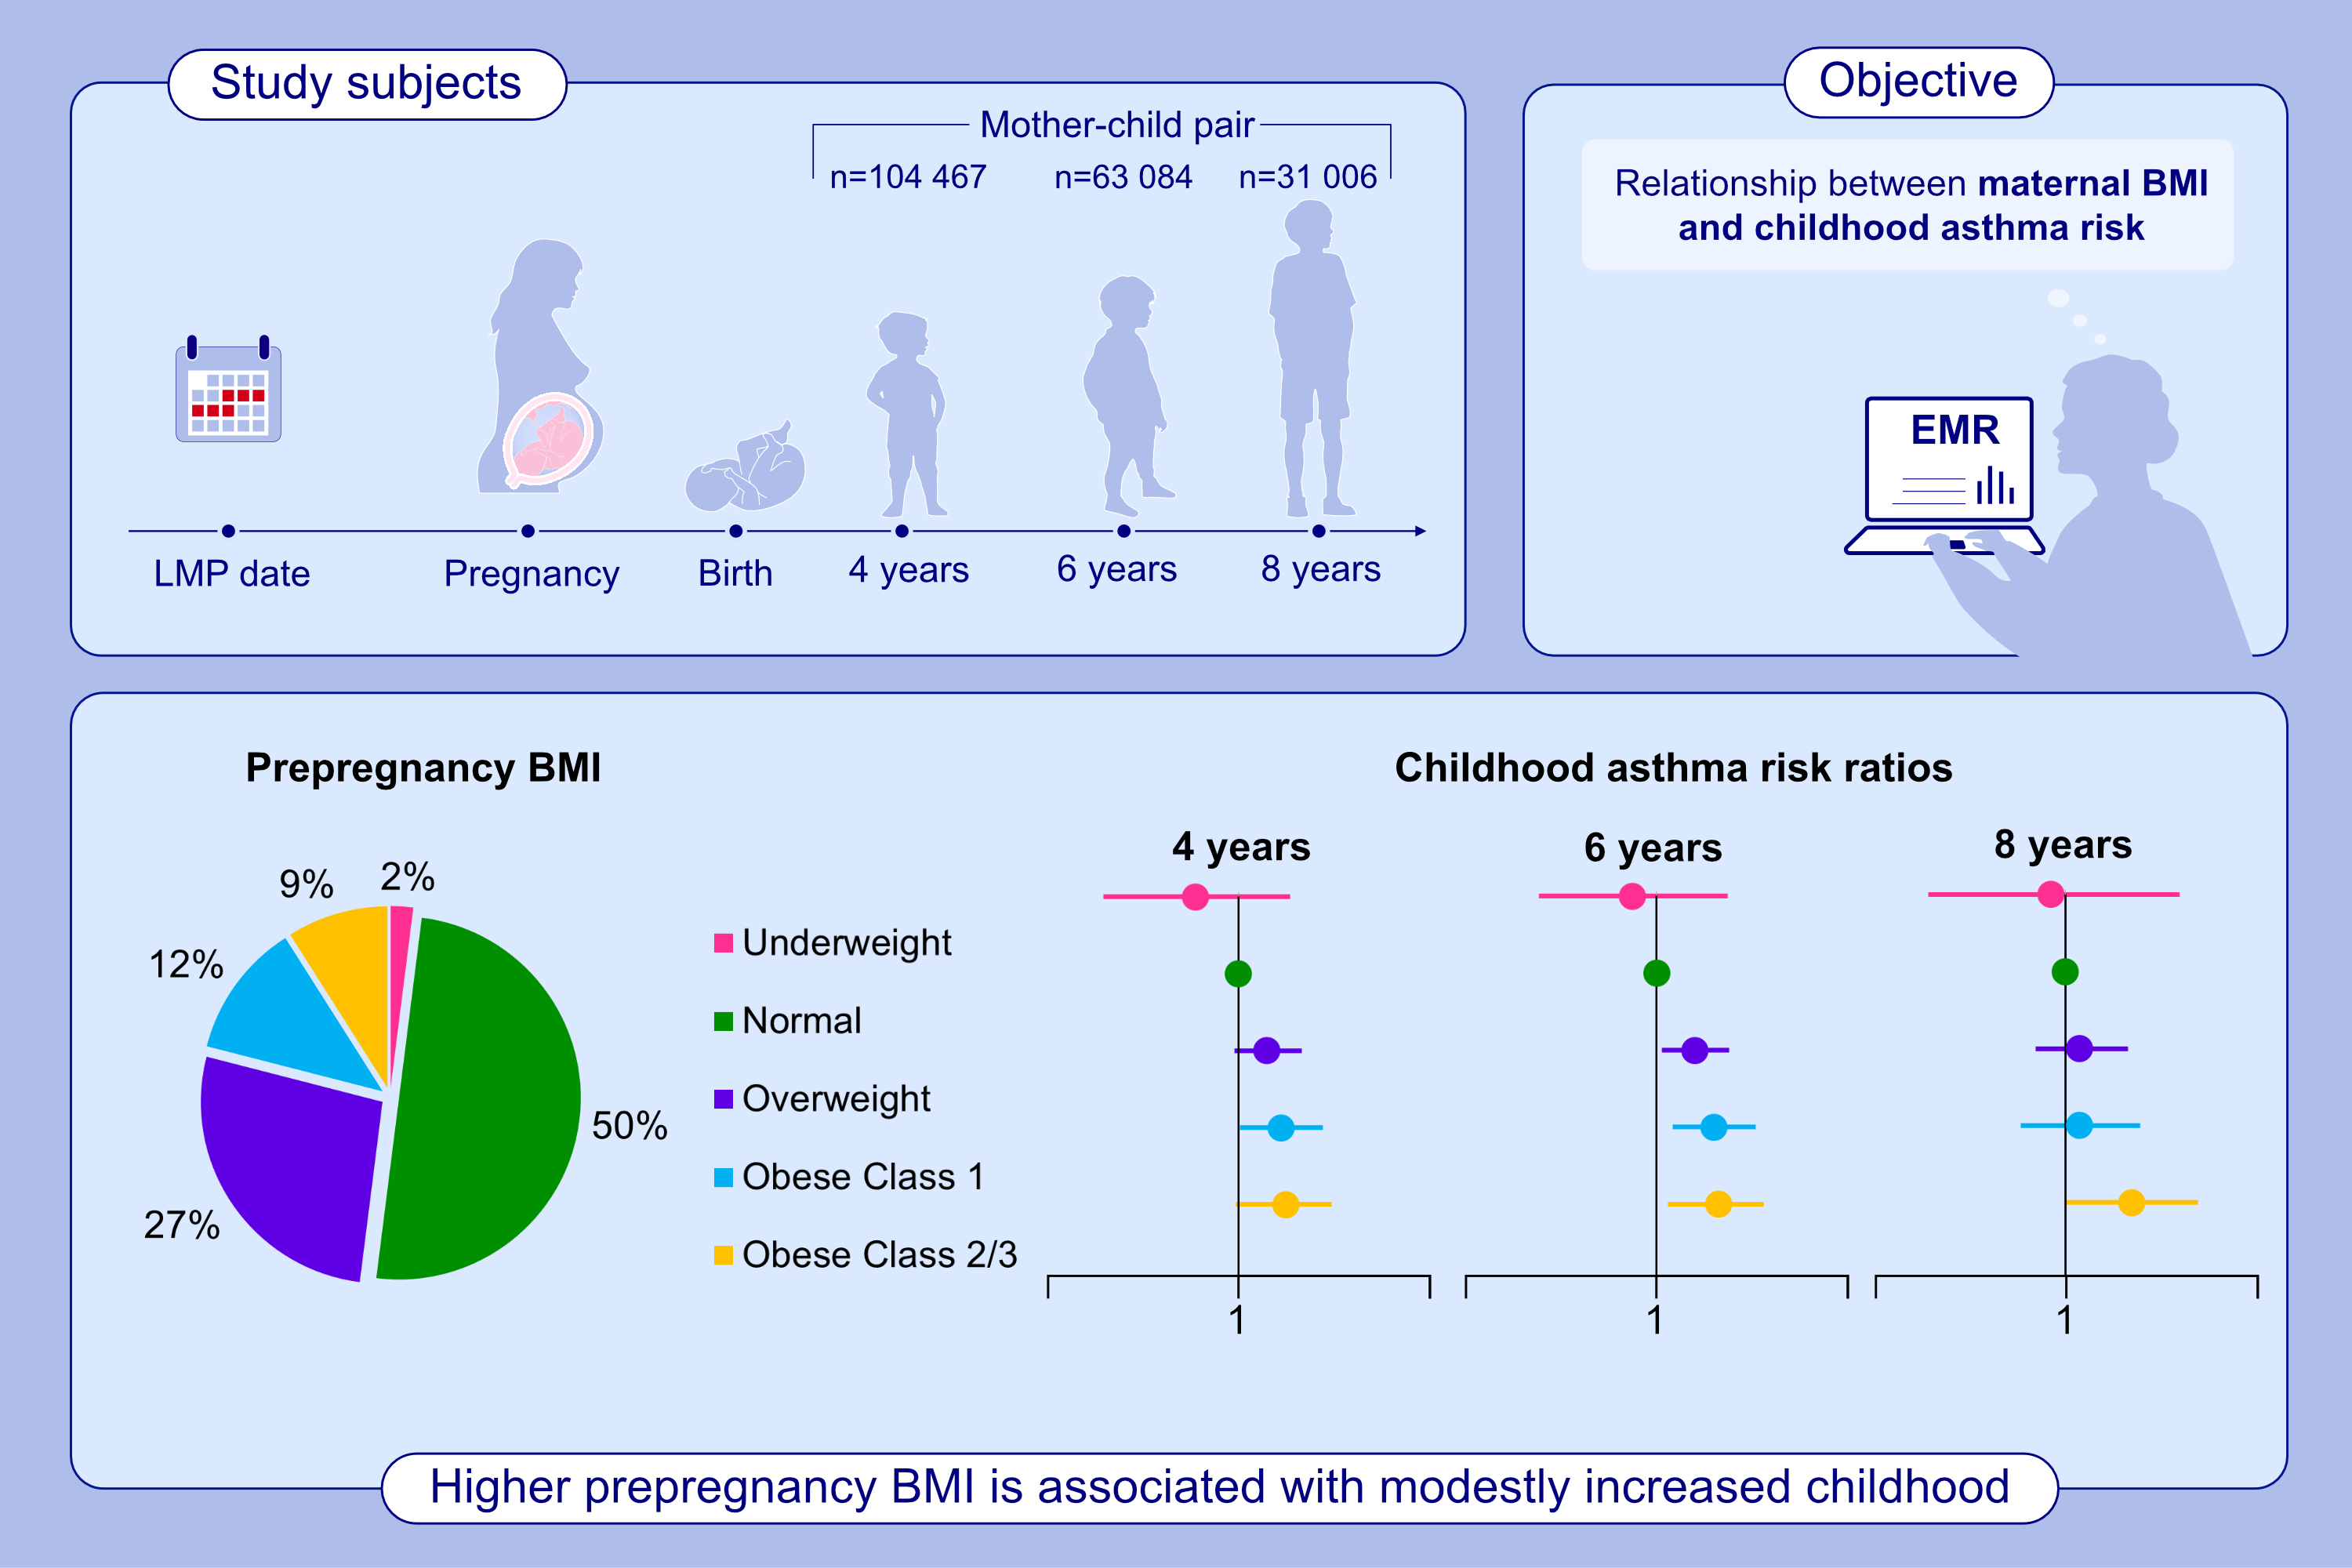 Study subjects
Mother-child pair
n=104 467
n=63 084
n=31 006
LMP date
Pregnancy
Birth
4 years
6 years
8 years
Objective
Relationship between maternal BMI
and childhood asthma risk
EMR
Prepregnancy BMI
9%
2%
12%
50%
27%
Underweight
Normal
Overweight
Obese Class 1
Obese Class 2/3
Childhood asthma risk ratios
4 years
6 years
8 years
1
1
1
Higher prepregnancy BMI is associated with modestly increased childhood